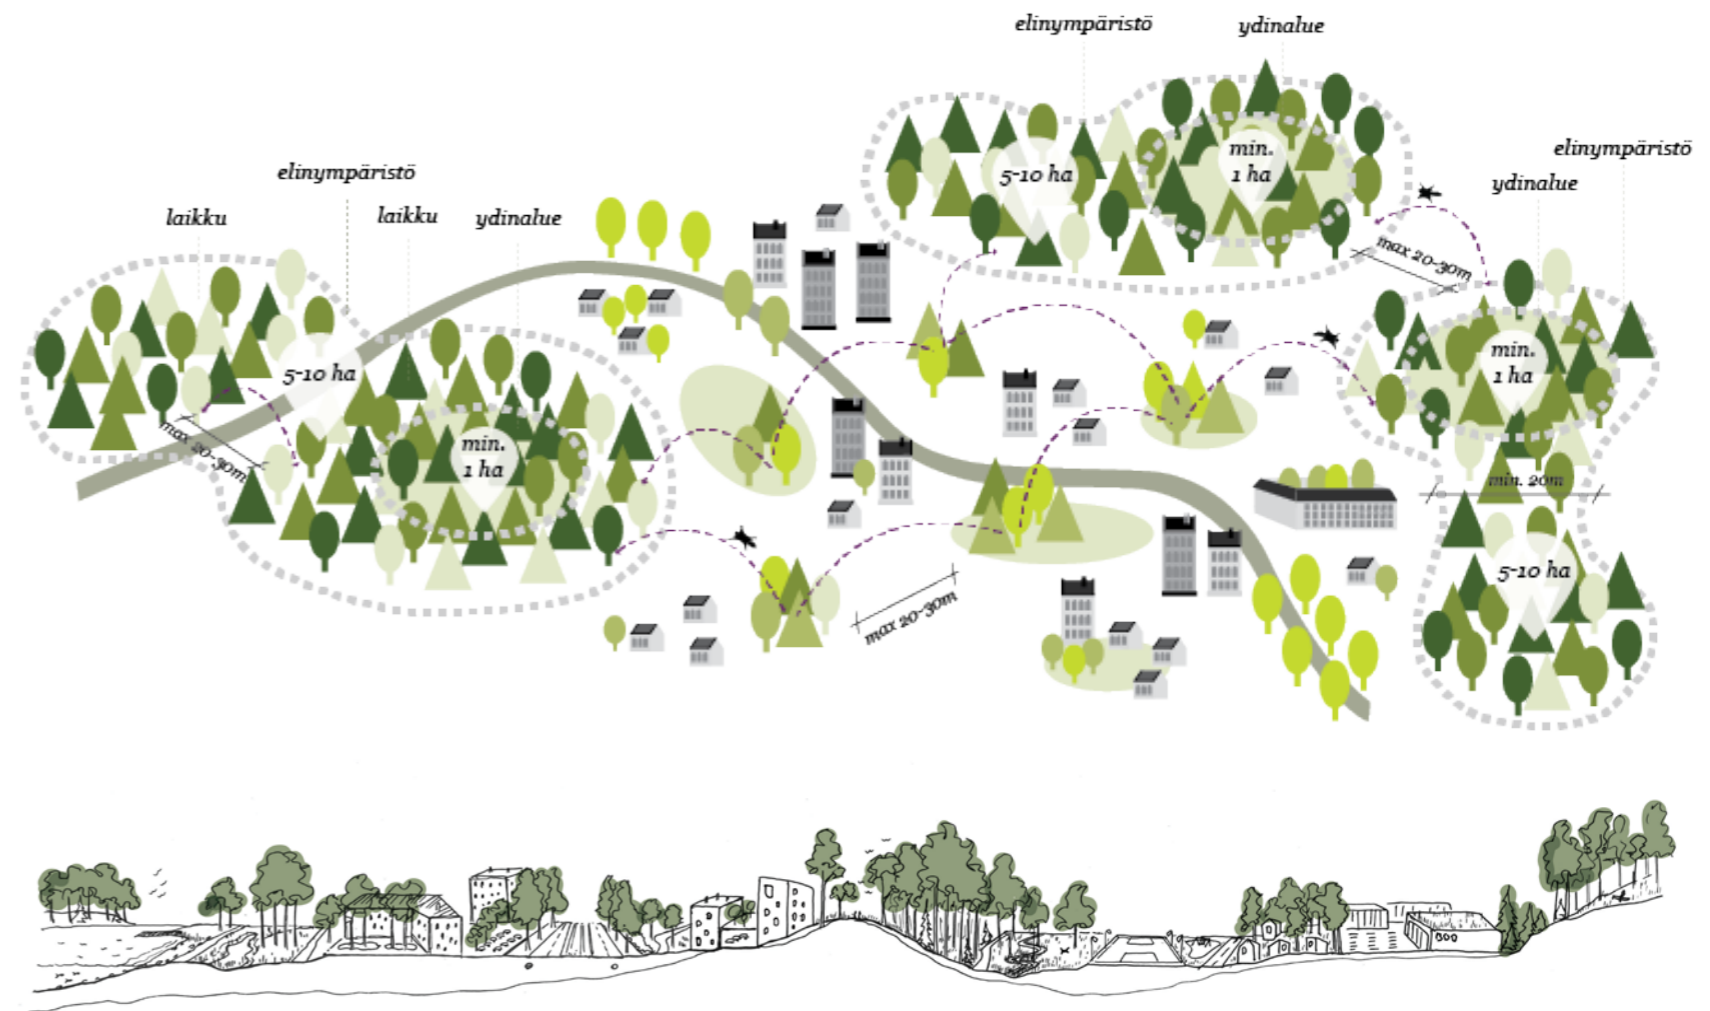 elinympäristö
ydinalue
elinympäristö
ydinalue
elinympäristö
laikku
laikku
ydinalue
5-10 ha
min.
1 ha
max 20-30m
min.
1 ha
5-10 ha
max 20-30m
min.
1 ha
min. 20m
5-10 ha
max 20-30m